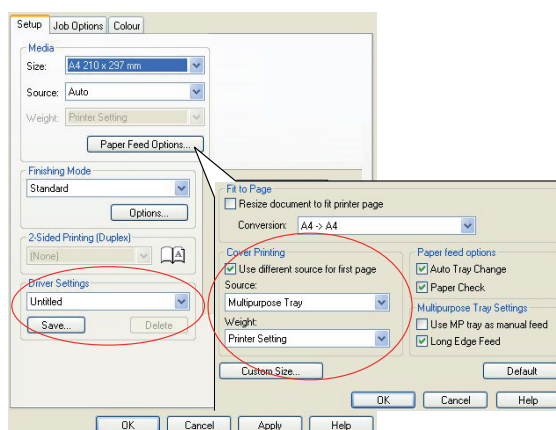 Setup Job Options Colour
Media
Size: A4 210 x 297 mm
Source: Auto
Weight: Printer Setting
Paper Feed Options...
Finishing Mode
Standard
Options...
2-Sided Printing (Duplex)
(None)
A
Driver Settings
Untitled
Save... Delete
OK Cancel Apply Help
Fit to Page
Resize document to fit printer page
Conversion: A4 -> A4
Cover Printing
Use different source for first page
Source:
Multipurpose Tray
Weight:
Printer Setting
Custom Size...
Paper feed options
Auto Tray Change
Paper Check
Multipurpose Tray Settings
Use MP tray as manual feed
Long Edge Feed
Default
OK Cancel Help